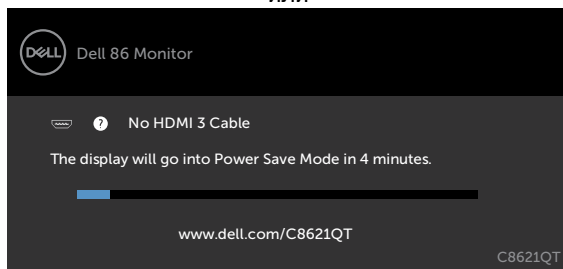 DELL
Dell 86 Monitor
? No HDMI 3 Cable
The display will go into Power Save Mode in 4 minutes.
www.dell.com/C8621QT
C8621QT